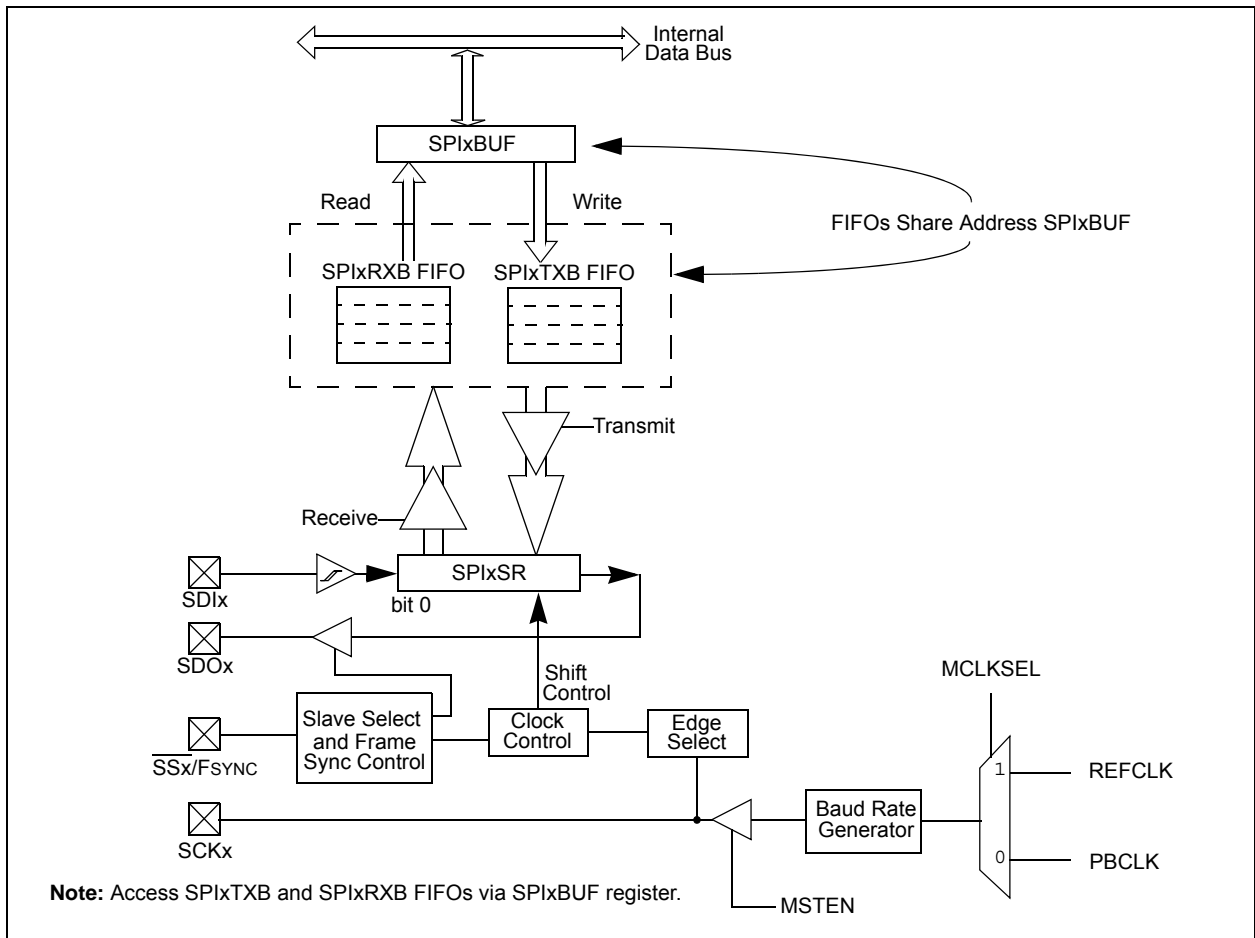 Internal
Data Bus
SPIxBUF
Read
Write
FIFOs Share Address SPIxBUF
SPIxRXB FIFO
SPIxTXB FIFO
Transmit
Receive
SPIxSR
SDIx
bit 0
SDOx
Shift
Control
MCLKSEL
Slave Select
and Frame
Sync Control
Clock
Control
Edge
Select
SSx/FSYNC
1
REFCLK
Baud Rate
Generator
SCKx
0
PBCLK
Note: Access SPIxTXB and SPIxRXB FIFOs via SPIxBUF register.
MSTEN